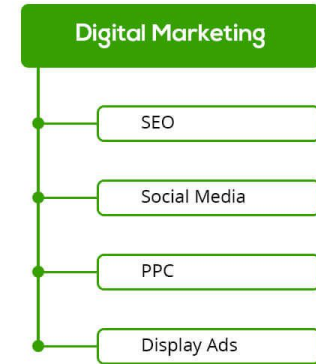 Digital Marketing
SEO
Social Media
PPC
Display Ads